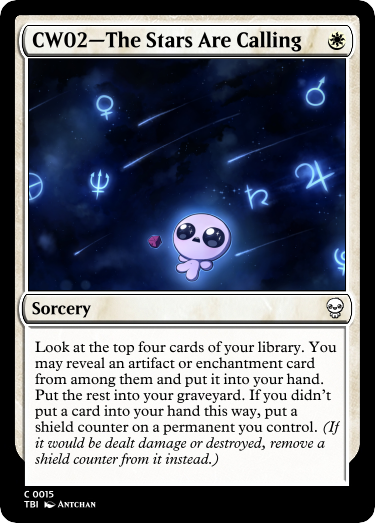 CW02—The Stars Are Calling
Sorcery
Look at the top four cards of your library. You
may reveal an artifact or enchantment card
from among them and put it into your hand.
Put the rest into your graveyard. If you didn't
put a card into your hand this way, put a
shield counter on a permanent you control. (If
it would be dealt damage or destroyed, remove a
shield counter from it instead.)
C 0015
TBI Antchan